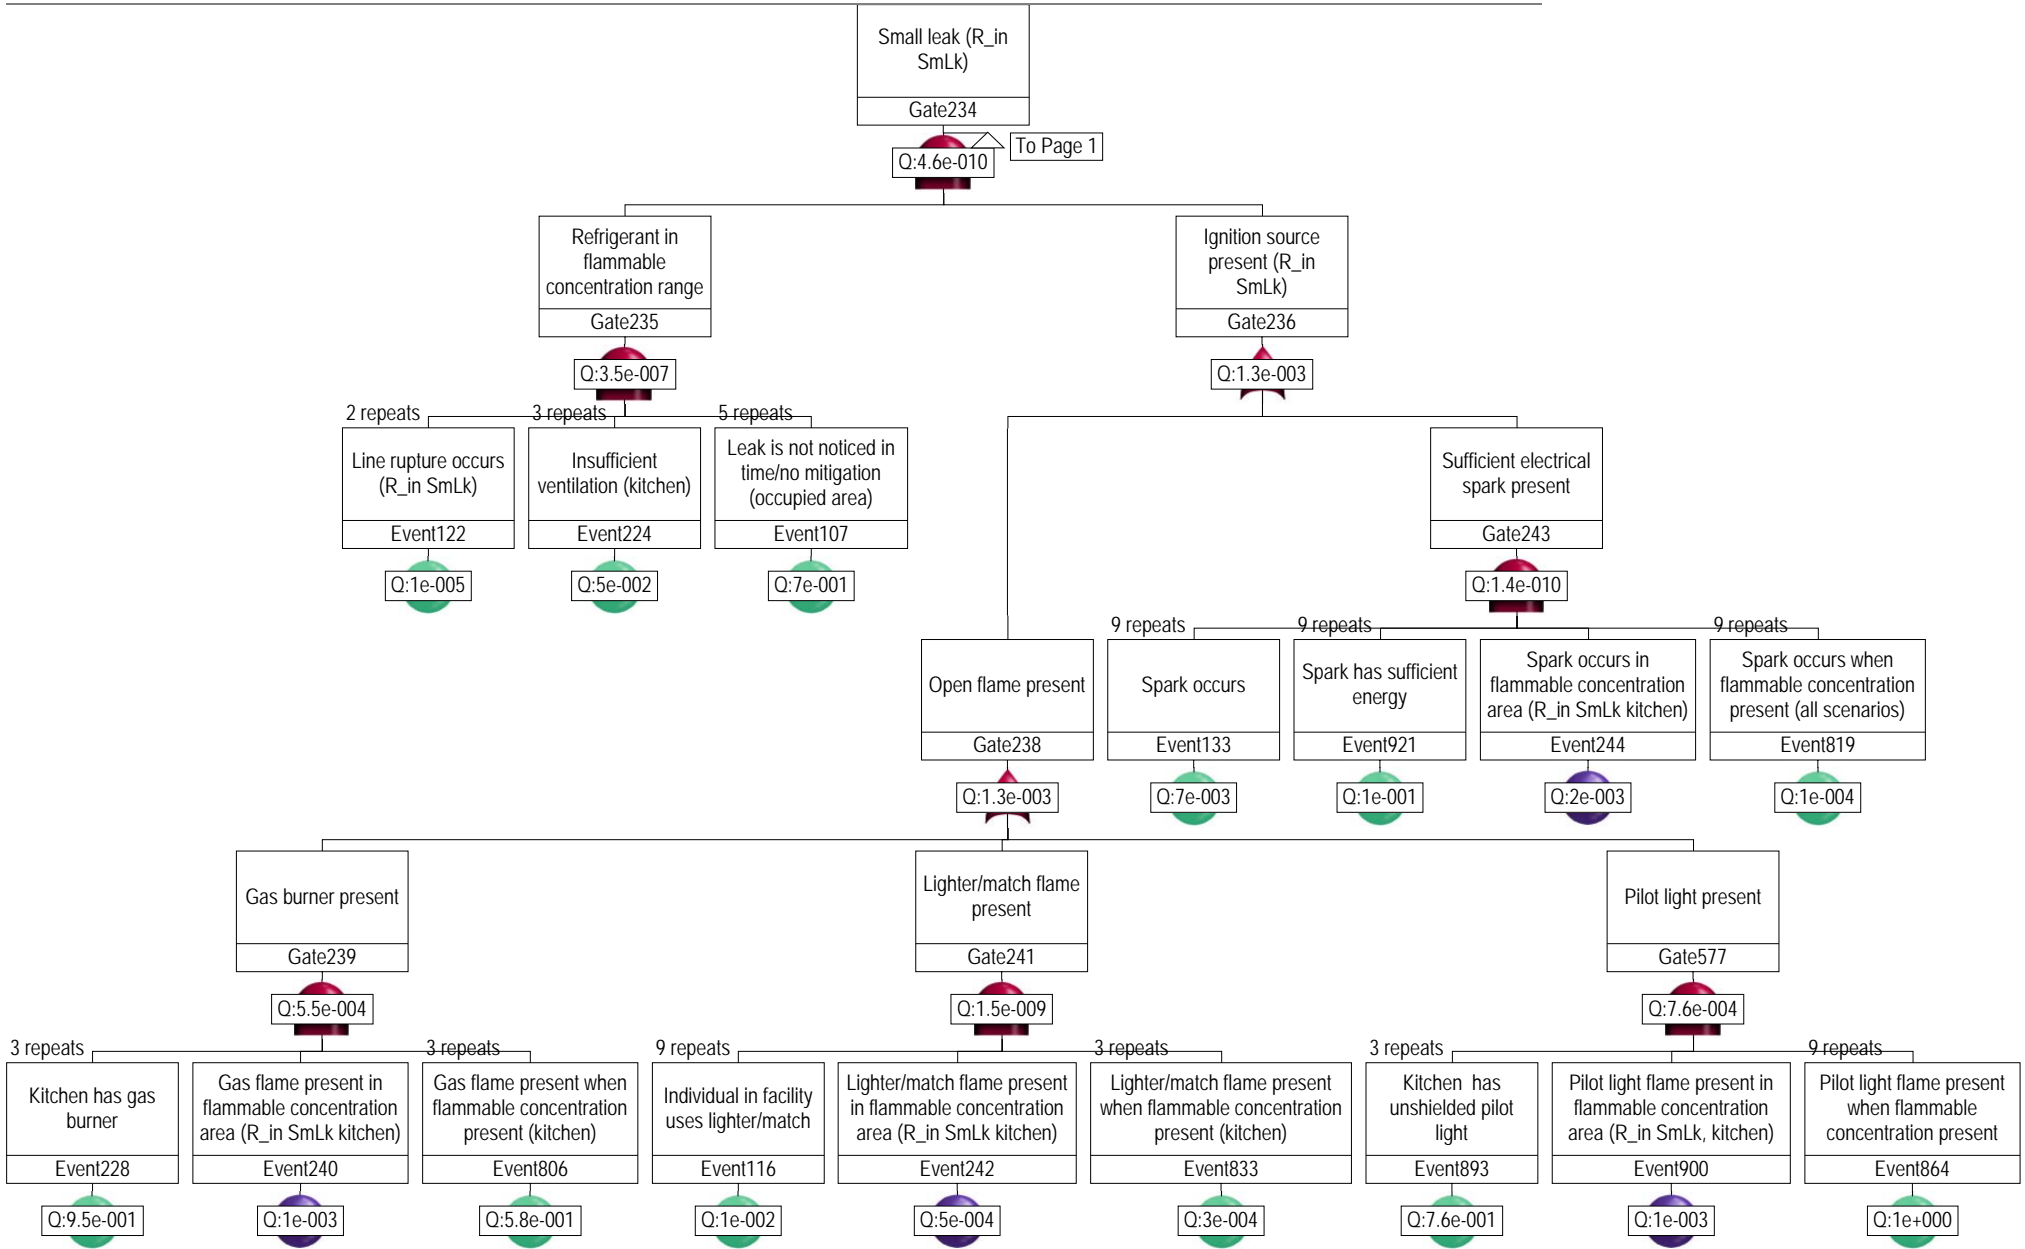 Small leak (R_in
SmLk)
Gate234
To Page 1
Q:4.6e-010
Refrigerant in
flammable
concentration range
Gate235
Q:3.5e-007
Ignition source
present (R_in
SmLk)
Gate236
Q:1.3e-003
2 repeats
Line rupture occurs
(R_in SmLk)
Event122
Q:1e-005
3 repeats
Insufficient
ventilation (kitchen)
Event224
Q:5e-002
5 repeats
Leak is not noticed in
time/no mitigation
(occupied area)
Event107
Q:7e-001
Sufficient electrical
spark present
Gate243
Q:1.4e-010
Open flame present
Gate238
Q:1.3e-003
9 repeats
Spark occurs
Event133
Q:7e-003
9 repeats
Spark has sufficient
energy
Event921
Q:1e-001
Spark occurs in
flammable concentration
area (R_in SmLk kitchen)
Event244
Q:2e-003
9 repeats
Spark occurs when
flammable concentration
present (all scenarios)
Event819
Q:1e-004
Gas burner present
Gate239
Q:5.5e-004
Lighter/match flame
present
Gate241
Q:1.5e-009
Pilot light present
Gate577
Q:7.6e-004
3 repeats
Kitchen has gas
burner
Event228
Q:9.5e-001
Gas flame present in
flammable concentration
area (R_in SmLk kitchen)
Event240
Q:1e-003
3 repeats
Gas flame present when
flammable concentration
present (kitchen)
Event806
Q:5.8e-001
9 repeats
Individual in facility
uses lighter/match
Event116
Q:1e-002
Lighter/match flame present
in flammable concentration
area (R_in SmLk kitchen)
Event242
Q:5e-004
3 repeats
Lighter/match flame present
when flammable concentration
present (kitchen)
Event833
Q:3e-004
3 repeats
Kitchen has
unshielded pilot
light
Event893
Q:7.6e-001
Pilot light flame present in
flammable concentration
area (R_in SmLk, kitchen)
Event900
Q:1e-003
9 repeats
Pilot light flame present
when flammable
concentration present
Event864
Q:1e+000